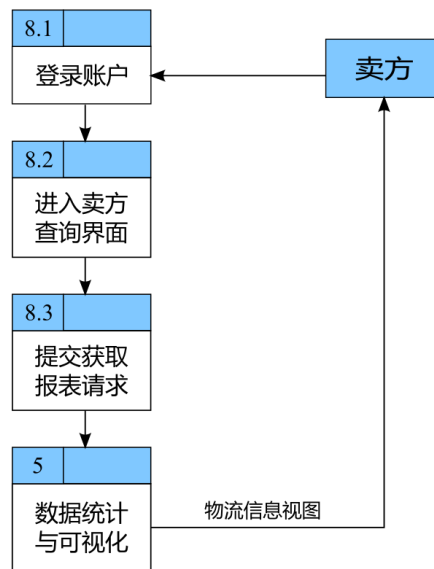 8.1
登录账户
卖方
8.2
进入卖方
查询界面
8.3
提交获取
报表请求
5
数据统计
与可视化
物流信息视图